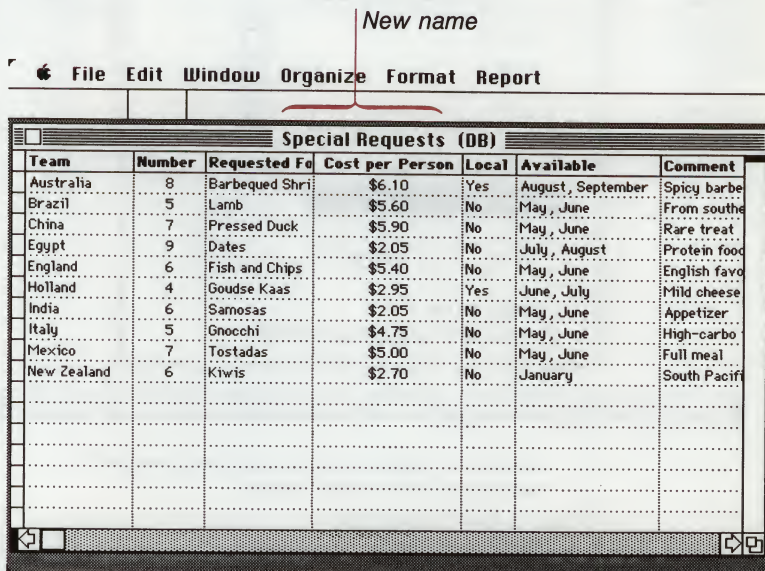 New name
File Edit Window Organize Format Report
Special Requests (DB)
Team Number Requested Fo Cost per Person Local Available Comment
Australia 8 Barbequed Shri $6.10 Yes August, September Spicy barbe
Brazil 5 Lamb $5.60 No May, June From southe
China 7 Pressed Duck $5.90 No May, June Rare treat
Egypt 9 Dates $2.05 No July, August Protein food
England 6 Fish and Chips $5.40 No May, June English favo
Holland 4 Goudse Kaas $2.95 Yes June, July Mild cheese
India 6 Samosas $2.05 No May, June Appetizer
Italy 5 Gnocchi $4.75 No May, June High-carbo
Mexico 7 Tostadas $5.00 No May, June Full meal
New Zealand 6 Kiwis $2.70 No January South Pacifi